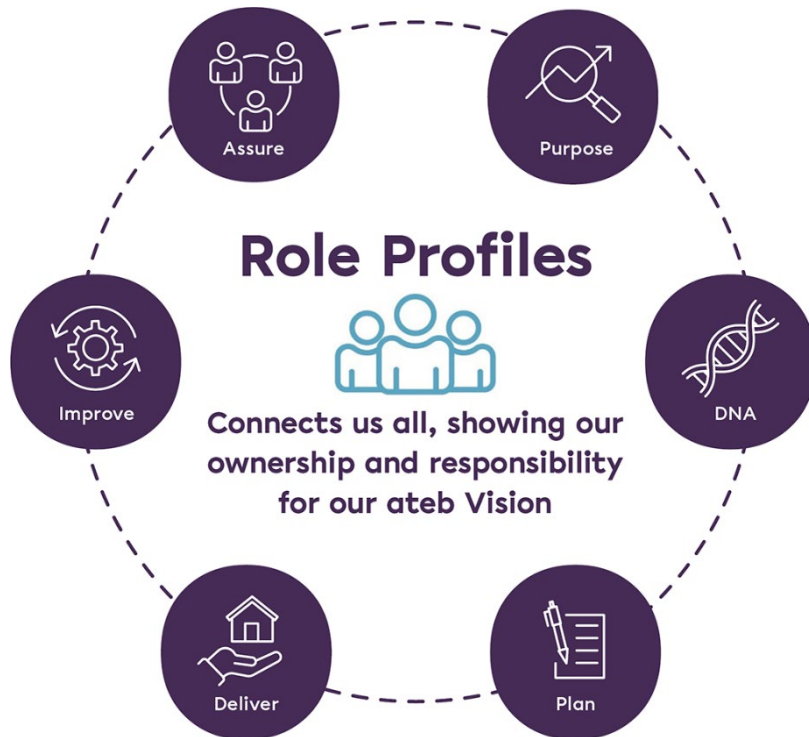 Assure
Purpose
Role Profiles
Improve
DNA
Connects us all, showing our
ownership and responsibility
for our ateb Vision
Deliver
Plan